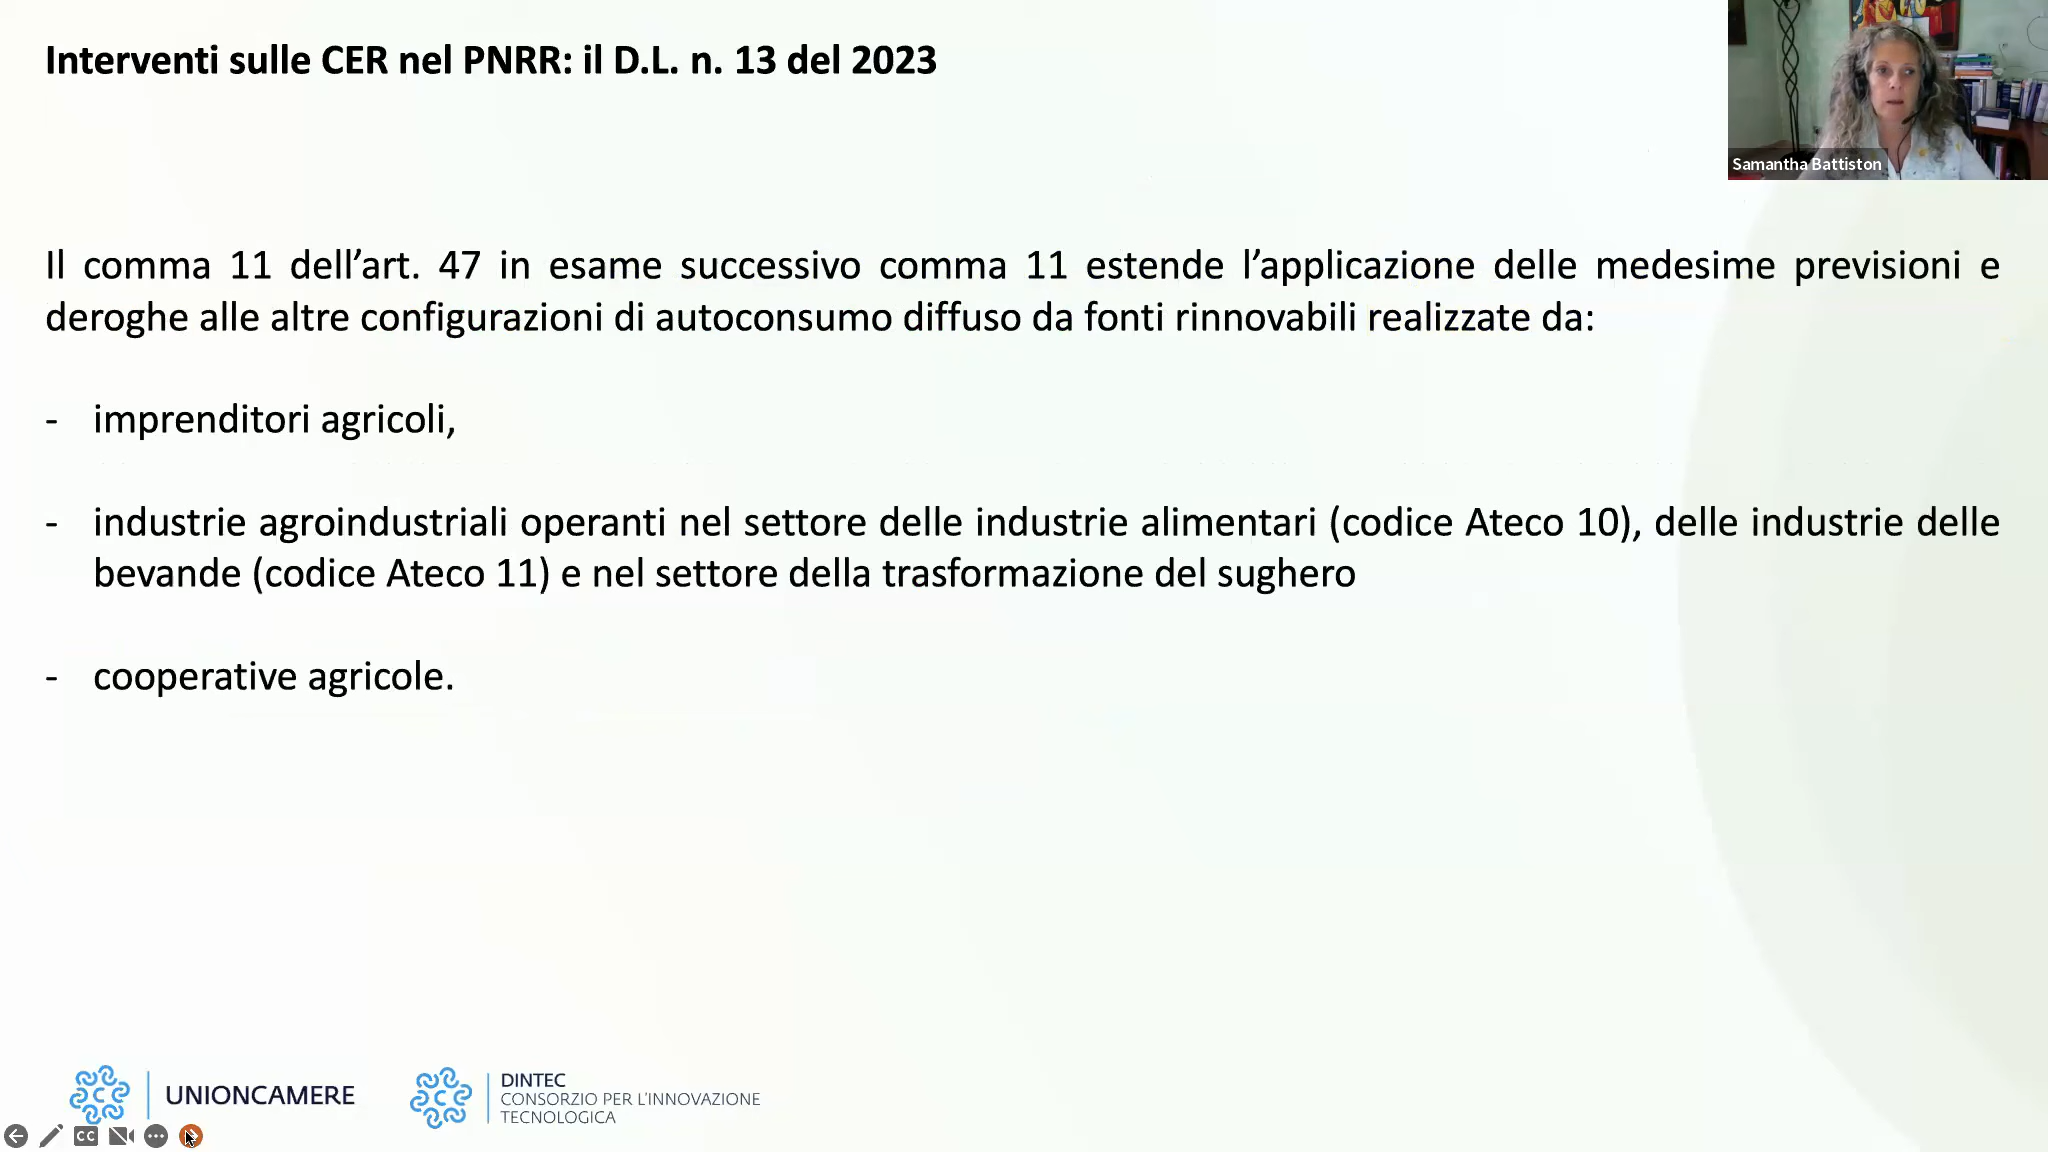 Interventi sulle CER nel PNRR: il D.L. n. 13 del 2023
Samantha Battiston
Il comma 11 dell’art. 47 in esame successivo comma 11 estende l’applicazione delle medesime previsioni e
deroghe alle altre configurazioni di autoconsumo diffuso da fonti rinnovabili realizzate da:
- imprenditori agricoli,
- industrie agroindustriali operanti nel settore delle industrie alimentari (codice Ateco 10), delle industrie delle
bevande (codice Ateco 11) e nel settore della trasformazione del sughero
- cooperative agricole.
UNIONCAMERE
DINTEC
CONSORZIO PER L’INNOVAZIONE
TECNOLOGICA
CC